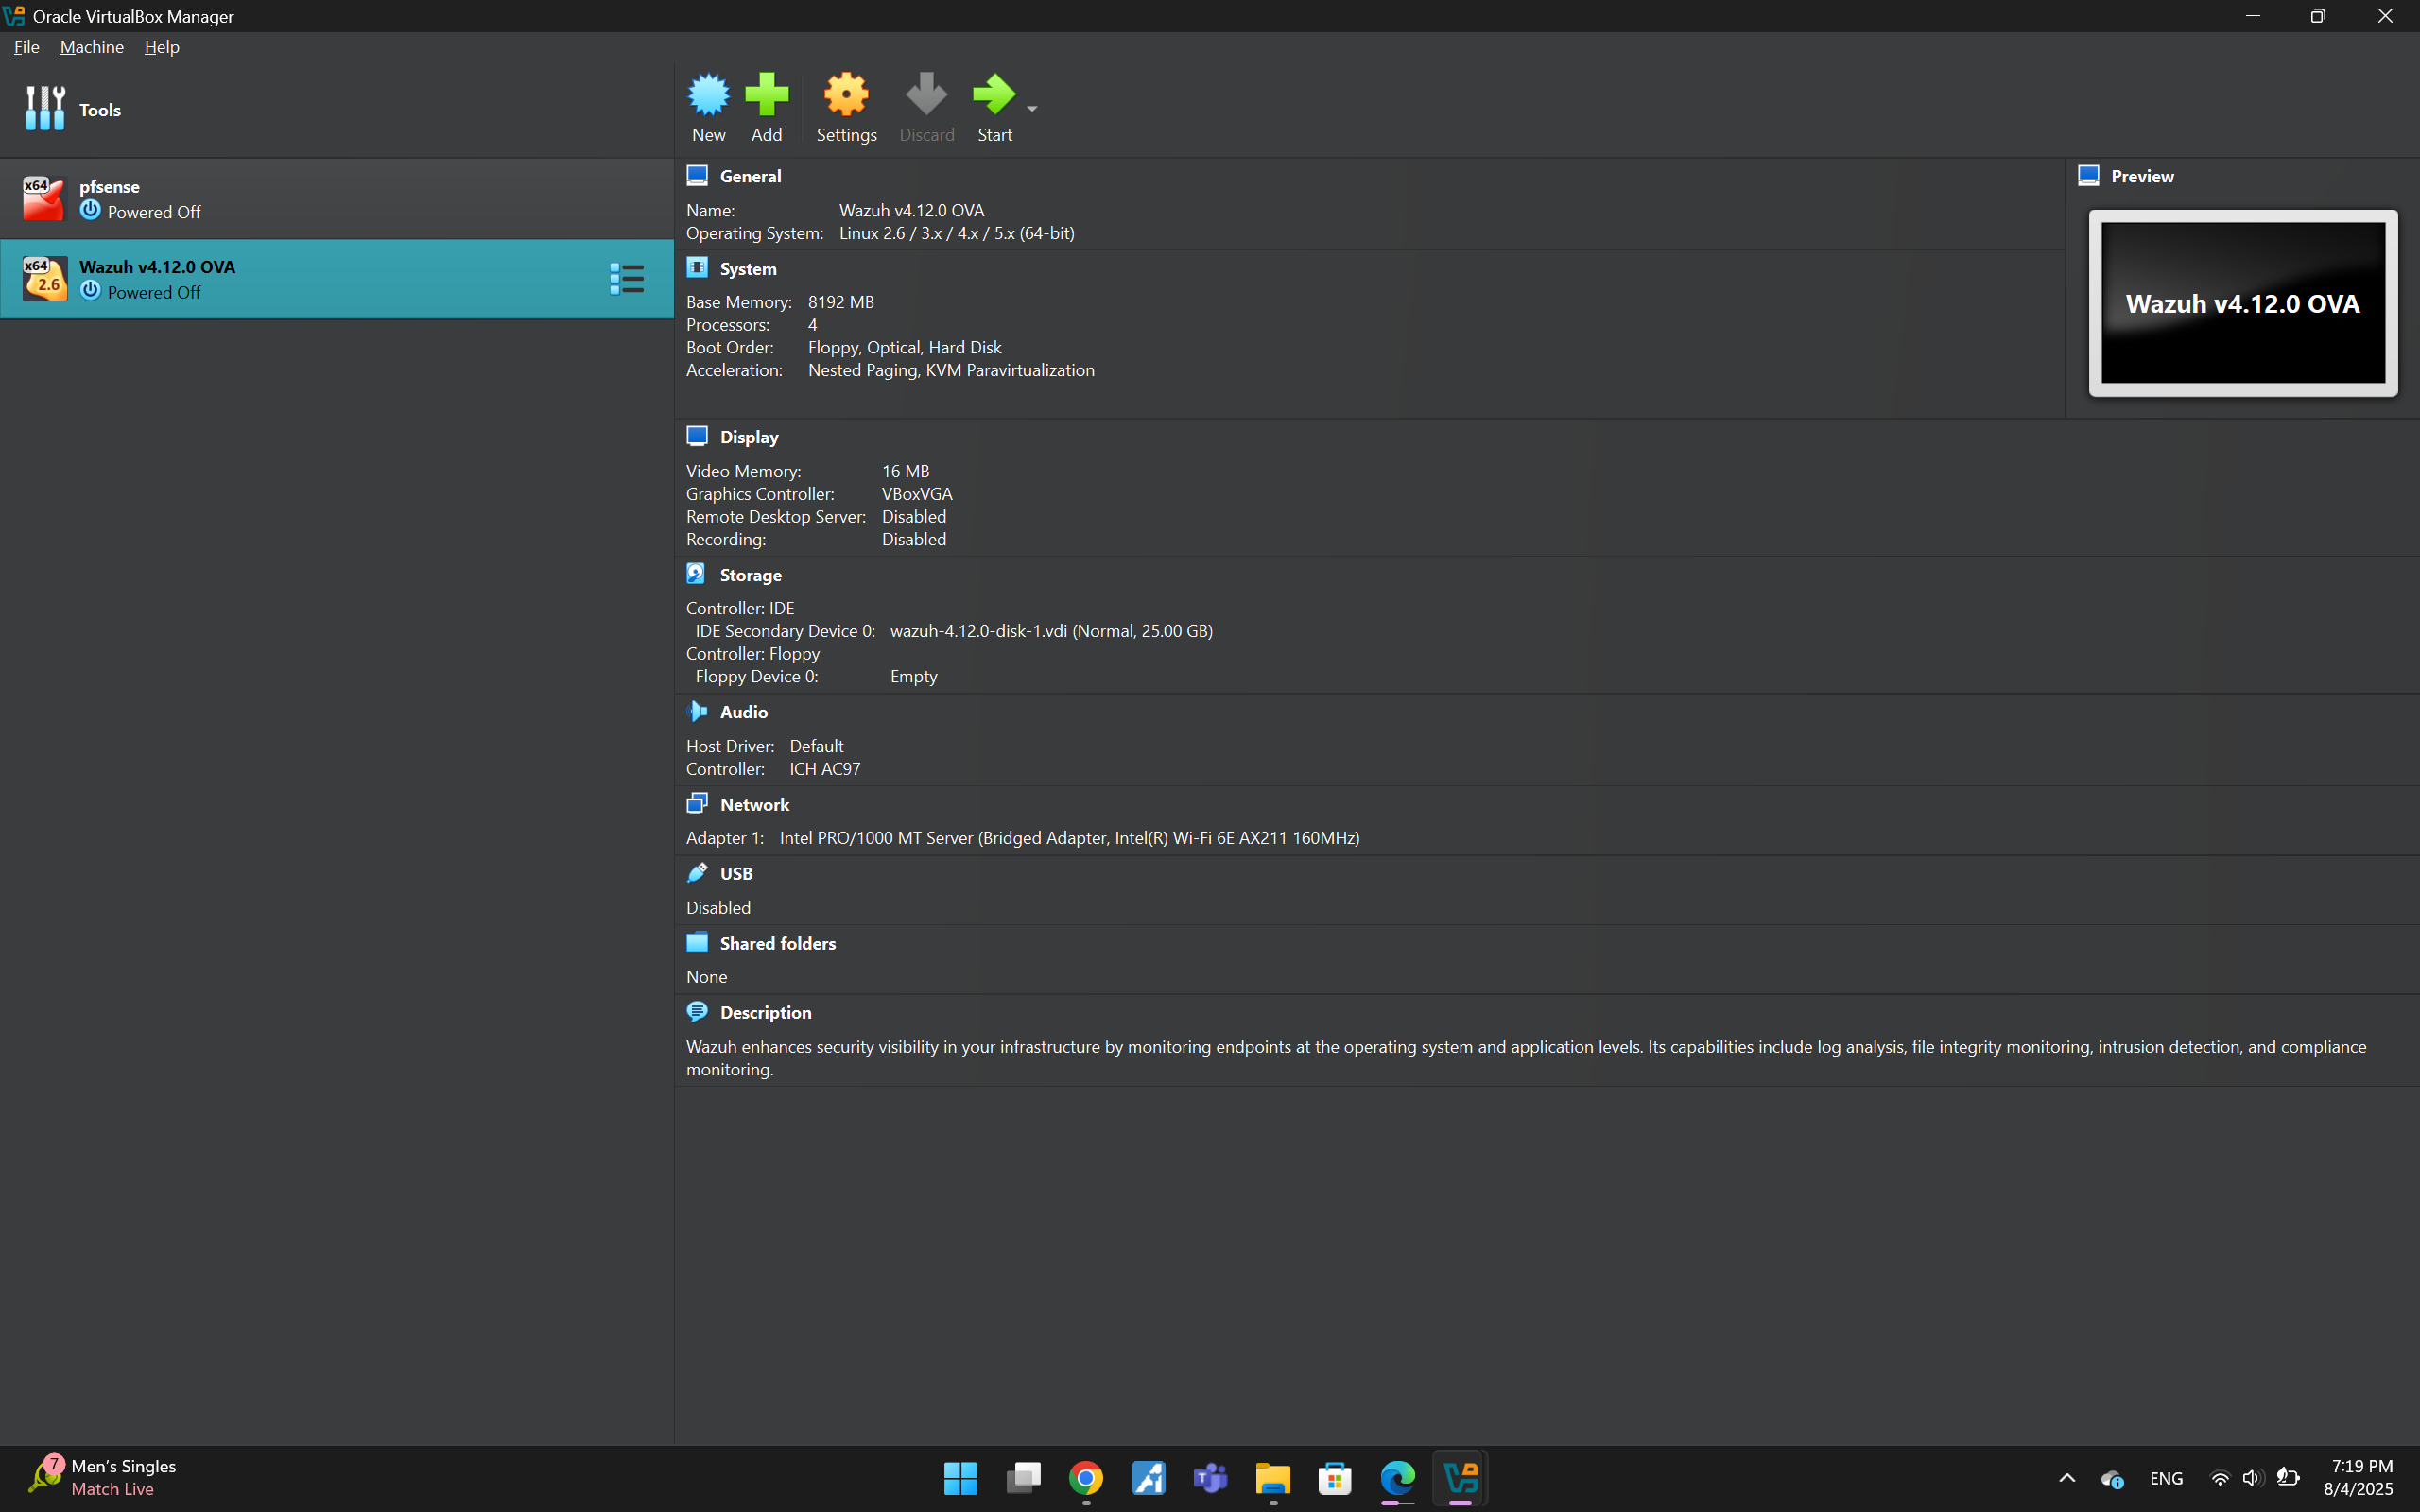 Oracle VirtualBox Manager
File Machine Help
Tools
New Add Settings Discard Start
x64 pfsense
Powered Off
x64 2.6 Wazuh v4.12.0 OVA
Powered Off
General
Name: Wazuh v4.12.0 OVA
Operating System: Linux 2.6 / 3.x / 4.x / 5.x (64-bit)
System
Base Memory: 8192 MB
Processors: 4
Boot Order: Floppy, Optical, Hard Disk
Acceleration: Nested Paging, KVM Paravirtualization
Preview
Wazuh v4.12.0 OVA
Display
Video Memory: 16 MB
Graphics Controller: VBoxVGA
Remote Desktop Server: Disabled
Recording: Disabled
Storage
Controller: IDE
IDE Secondary Device 0: wazuh-4.12.0-disk-1.vdi (Normal, 25.00 GB)
Controller: Floppy
Floppy Device 0: Empty
Audio
Host Driver: Default
Controller: ICH AC97
Network
Adapter 1: Intel PRO/1000 MT Server (Bridged Adapter, Intel(R) Wi-Fi 6E AX211 160MHz)
USB
Disabled
Shared folders
None
Description
Wazuh enhances security visibility in your infrastructure by monitoring endpoints at the operating system and application levels. Its capabilities include log analysis, file integrity monitoring, intrusion detection, and compliance
monitoring.
7 Men's Singles
Match Live
ENG
7:19 PM
8/4/2025